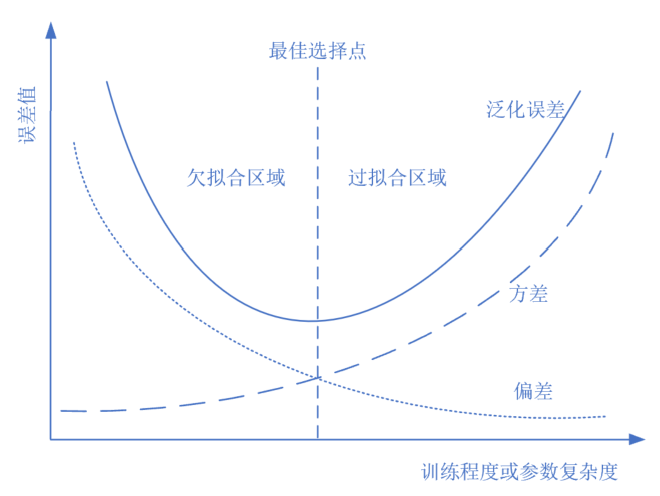 最佳选择点
误差值
泛化误差
欠拟合区域
过拟合区域
方差
偏差
训练程度或参数复杂度